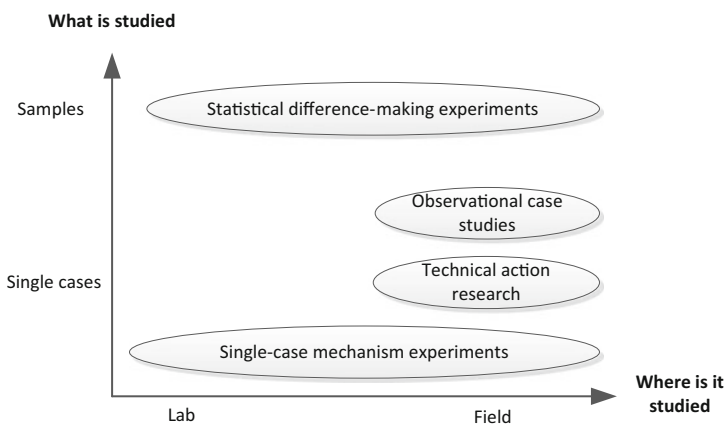 What is studied
Samples
Statistical difference-making experiments
Observational case
studies
Single cases
Technical action
research
Single-case mechanism experiments
Where is it
studied
Lab
Field